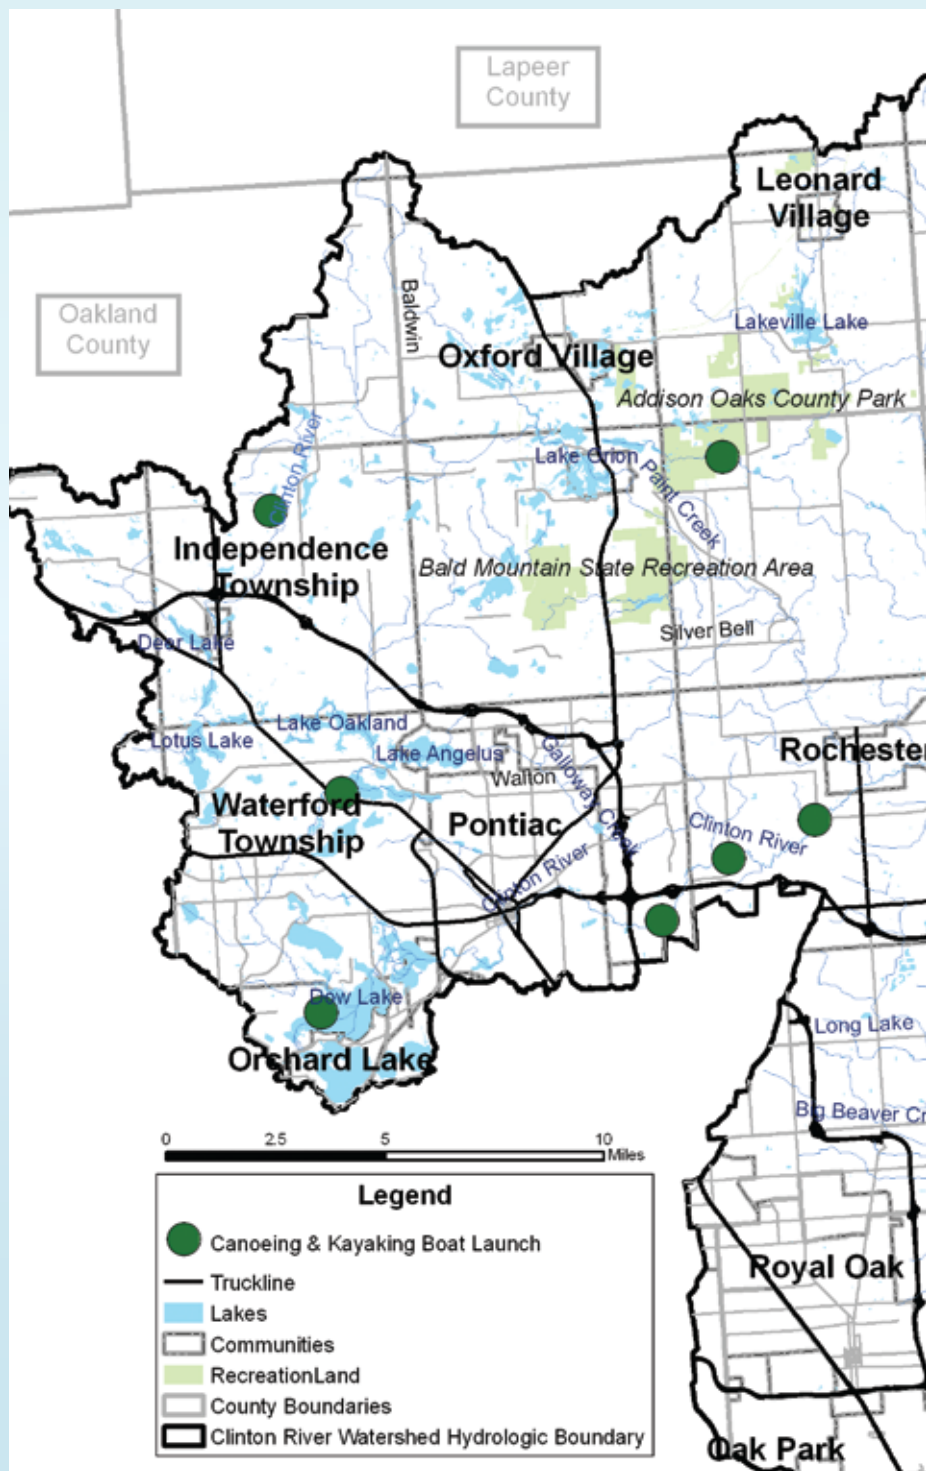 Lapeer
County
Leonard
Village
Oakland
County
Baldwin
Lakeville Lake
Oxford Village
Addison Oaks County Park
Clinton River
Lake Orion
Paint Creek
Independence
Township
Bald Mountain State Recreation Area
Silver Bell
Deer Lake
Lake Oakland
Lotus Lake
Lake Angelus
Galloway Creek
Rochester
Walton
Waterford
Township
Pontiac
Clinton River
Clinton River
Dow Lake
Orchard Lake
Long Lake
Big Beaver Cr
0 2.5 5 10
Miles
Legend
Canoeing & Kayaking Boat Launch
Truckline
Lakes
Communities
RecreationLand
County Boundaries
Clinton River Watershed Hydrologic Boundary
Royal Oak
Oak Park